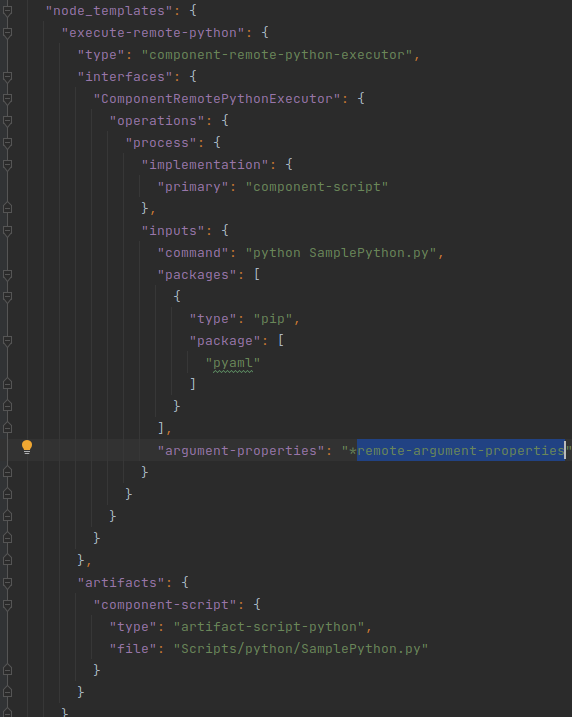 "node_templates": {
"execute-remote-python": {
"type": "component-remote-python-executor",
"interfaces": {
"ComponentRemotePythonExecutor": {
"operations": {
"process": {
"implementation": {
"primary": "component-script"
},
"inputs": {
"command": "python SamplePython.py",
"packages": [
{
"type": "pip",
"package": [
"pyaml"
]
}
],
"argument-properties": "*remote-argument-properties"
}
}
}
}
},
"artifacts": {
"component-script": {
"type": "artifact-script-python",
"file": "Scripts/python/SamplePython.py"
}
}
}